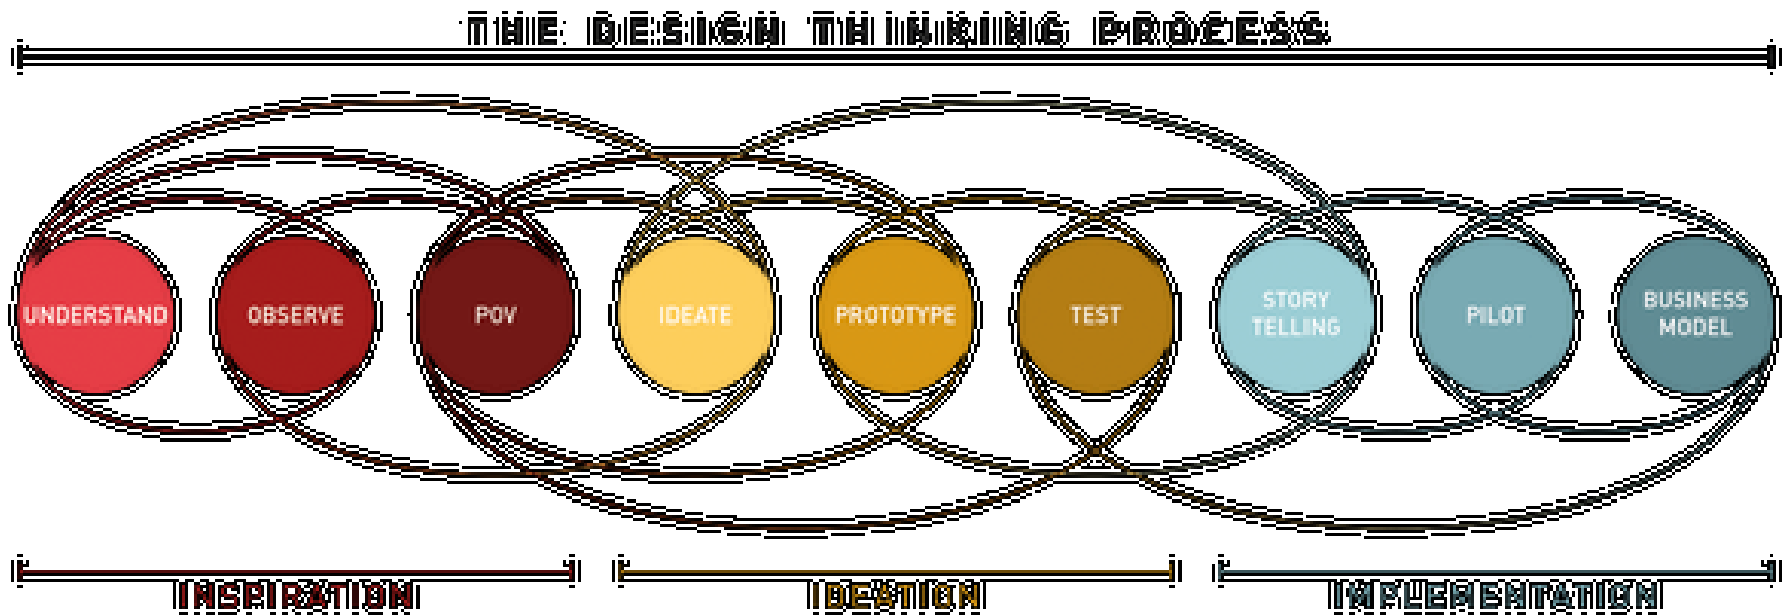 THE DESIGN THINKING PROCESS
UNDERSTAND
OBSERVE
POV
IDEATE
PROTOTYPE
TEST
STORY
TELLING
PILOT
BUSINESS
MODEL
INSPIRATION
IDEATION
IMPLEMENTATION